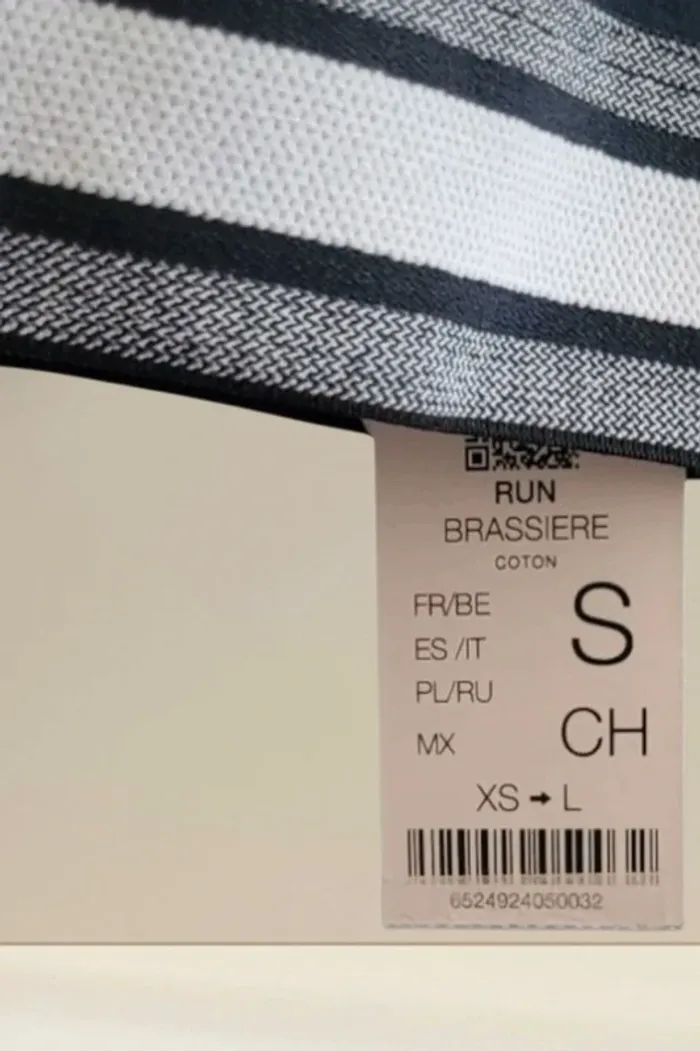 RUN
BRASSIERE
COTON
FR/BE
ES /IT
PL/RU
S
MX
CH
XS → L
6524924050032